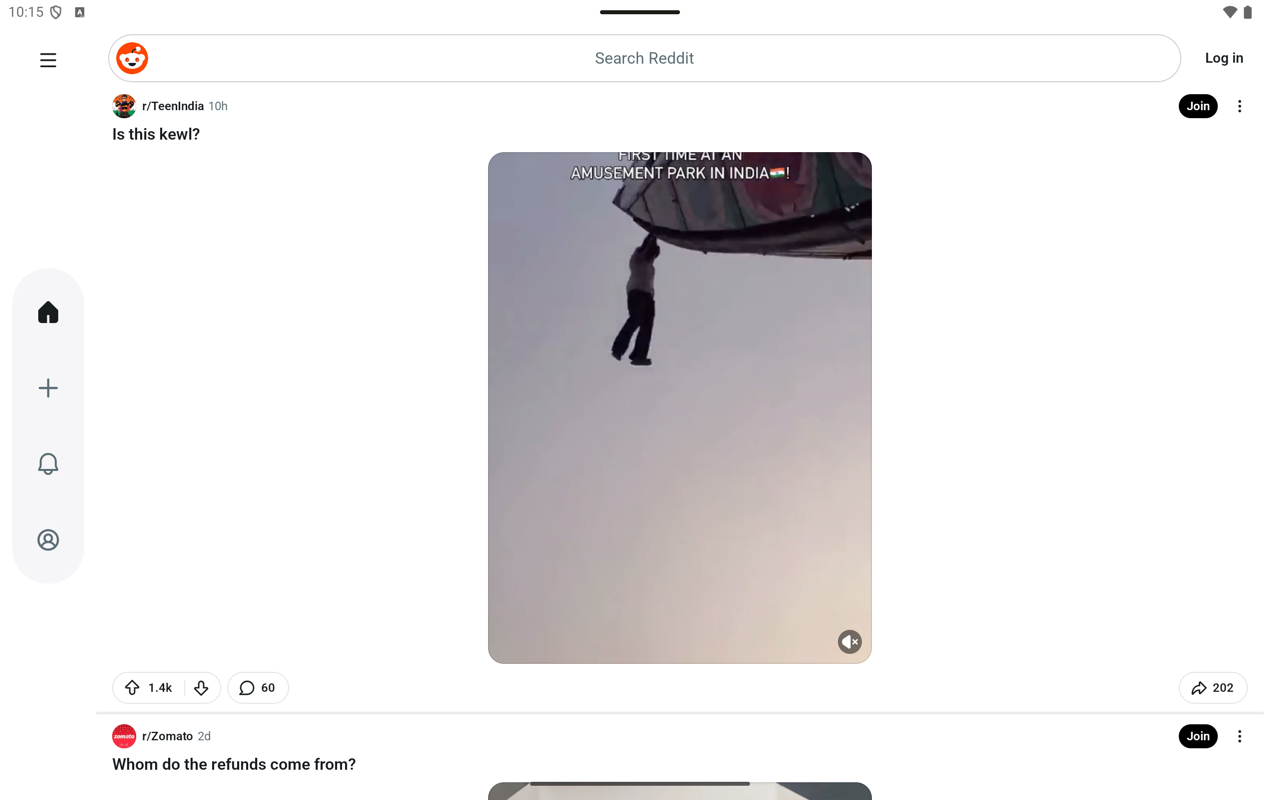 10:15
Search Reddit
Log in
r/TeenIndia 10h
Join
Is this kewl?
FIRST TIME AT AN
AMUSEMENT PARK IN INDIA🇮🇳!
1.4k
60
202
zomato
r/Zomato 2d
Join
Whom do the refunds come from?